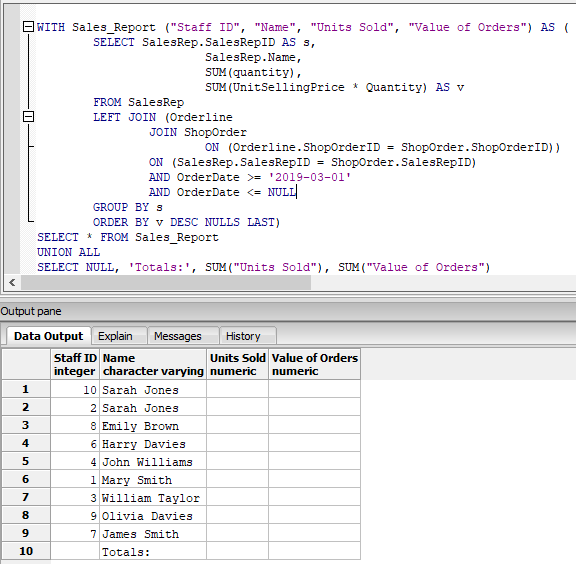 WITH Sales_Report ("Staff ID", "Name", "Units Sold", "Value of Orders") AS (
SELECT SalesRep.SalesRepID AS s,
SalesRep.Name,
SUM(quantity),
SUM(UnitSellingPrice * Quantity) AS v
FROM SalesRep
LEFT JOIN (Orderline
JOIN ShopOrder
ON (Orderline.ShopOrderID = ShopOrder.ShopOrderID))
ON (SalesRep.SalesRepID = ShopOrder.SalesRepID)
AND OrderDate >= '2019-03-01'
AND OrderDate <= NULL
GROUP BY s
ORDER BY v DESC NULLS LAST)
SELECT * FROM Sales_Report
UNION ALL
SELECT NULL, 'Totals:', SUM("Units Sold"), SUM("Value of Orders")
Output pane
Data Output Explain Messages History
Staff ID Name Units Sold Value of Orders
integer character varying numeric numeric
1 10 Sarah Jones
2 2 Sarah Jones
3 8 Emily Brown
4 6 Harry Davies
5 4 John Williams
6 1 Mary Smith
7 3 William Taylor
8 9 Olivia Davies
9 7 James Smith
10 Totals: